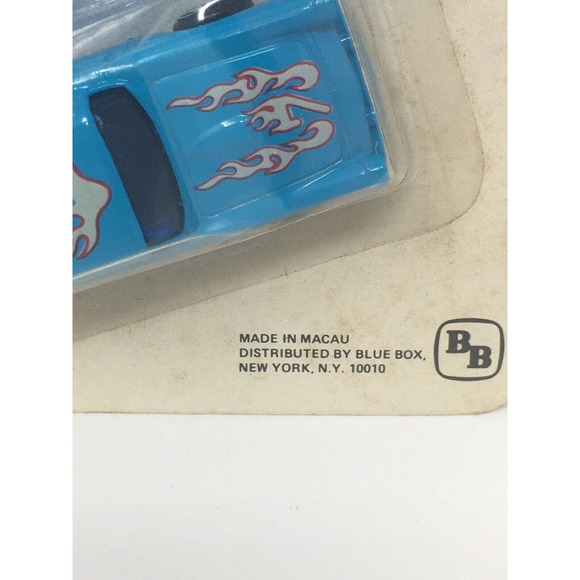 MADE IN MACAU
DISTRIBUTED BY BLUE BOX,
NEW YORK, N.Y. 10010
BB